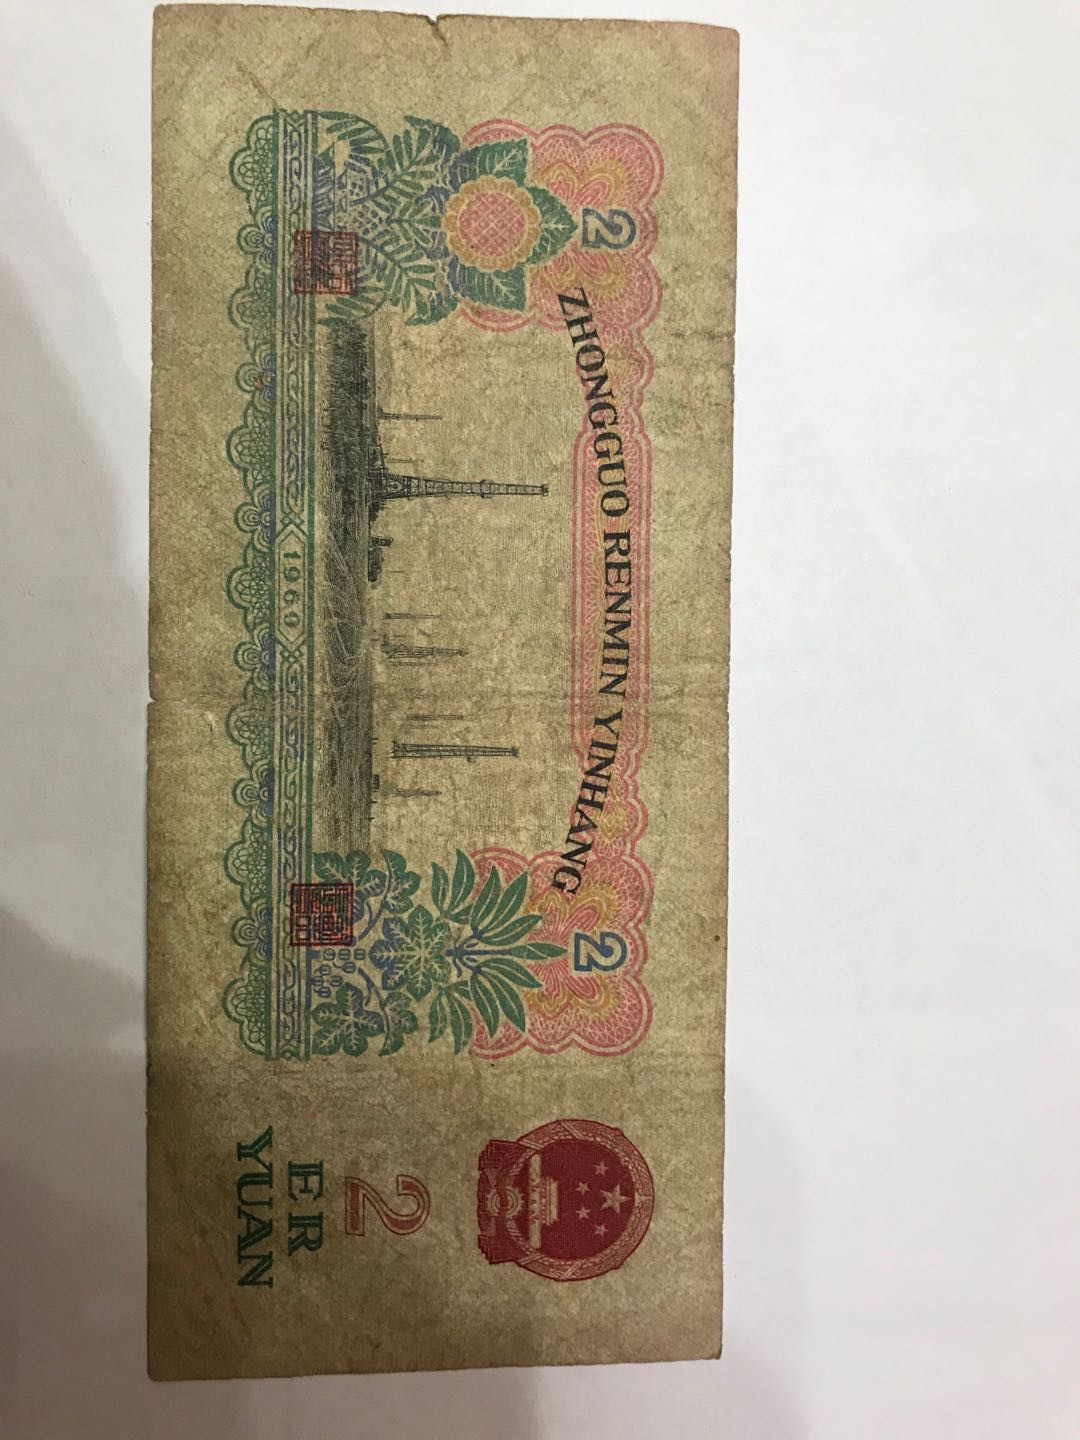 ZHONGGUO RENMIN YINHANG
2
2
1960
2
ER
YUAN